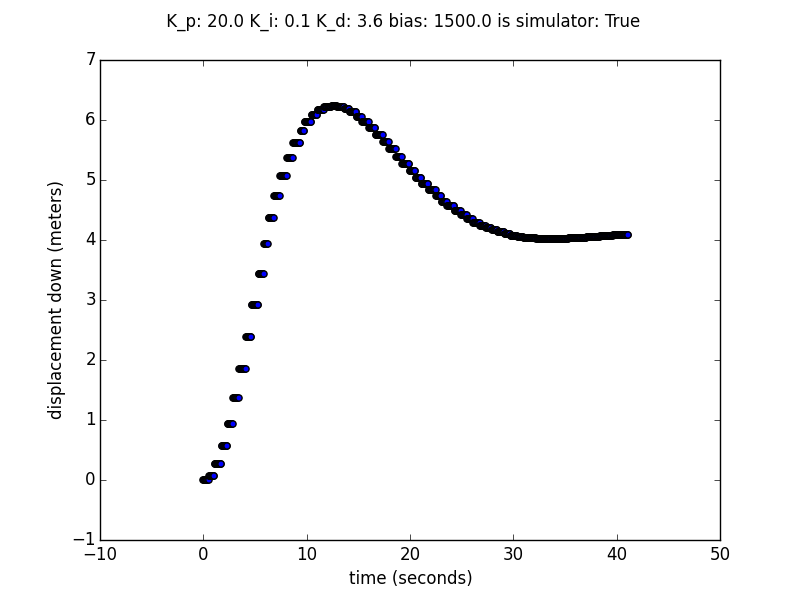 K_p: 20.0 K_i: 0.1 K_d: 3.6 bias: 1500.0 is simulator: True
7
6
5
4
3
2
1
0
−1
−10 0 10 20 30 40 50
displacement down (meters)
time (seconds)